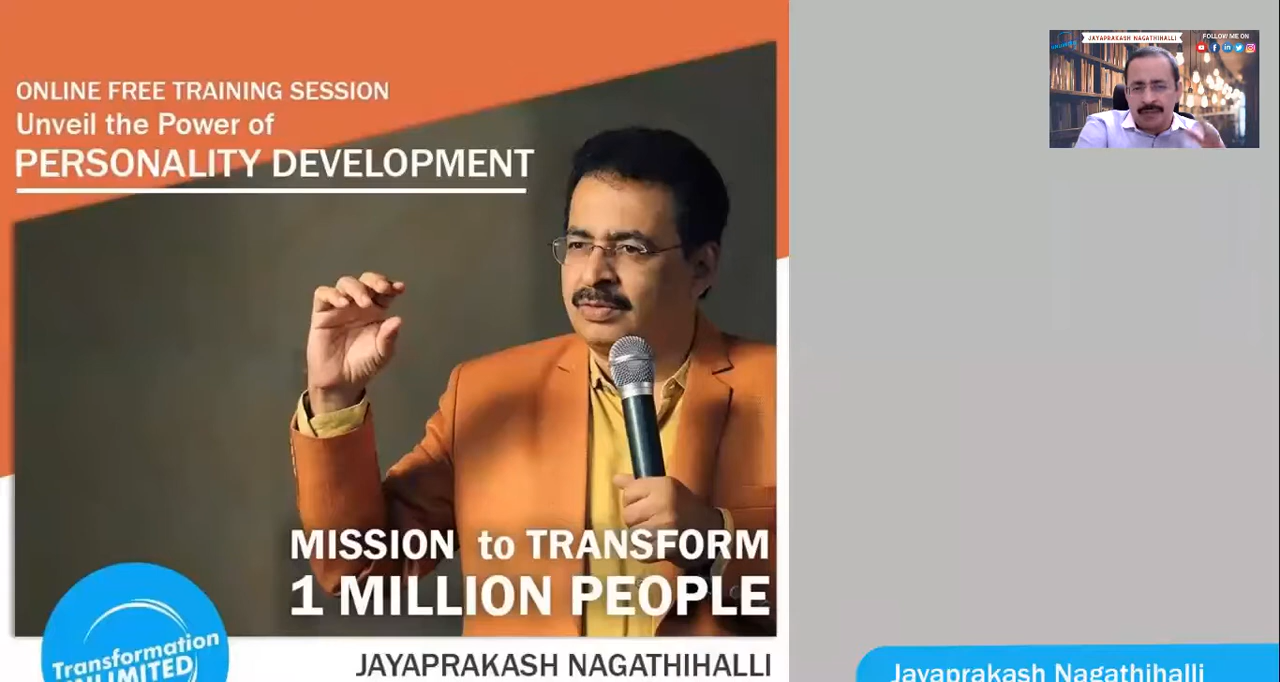 ONLINE FREE TRAINING SESSION
Unveil the Power of
PERSONALITY DEVELOPMENT
MISSION to TRANSFORM
1 MILLION PEOPLE
Transformation
UNLIMITED
JAYAPRAKASH NAGATHIHALLI
JAYAPRAKASH NAGATHIHALLI
FOLLOW ME ON
Jayaprakash Nagathihalli